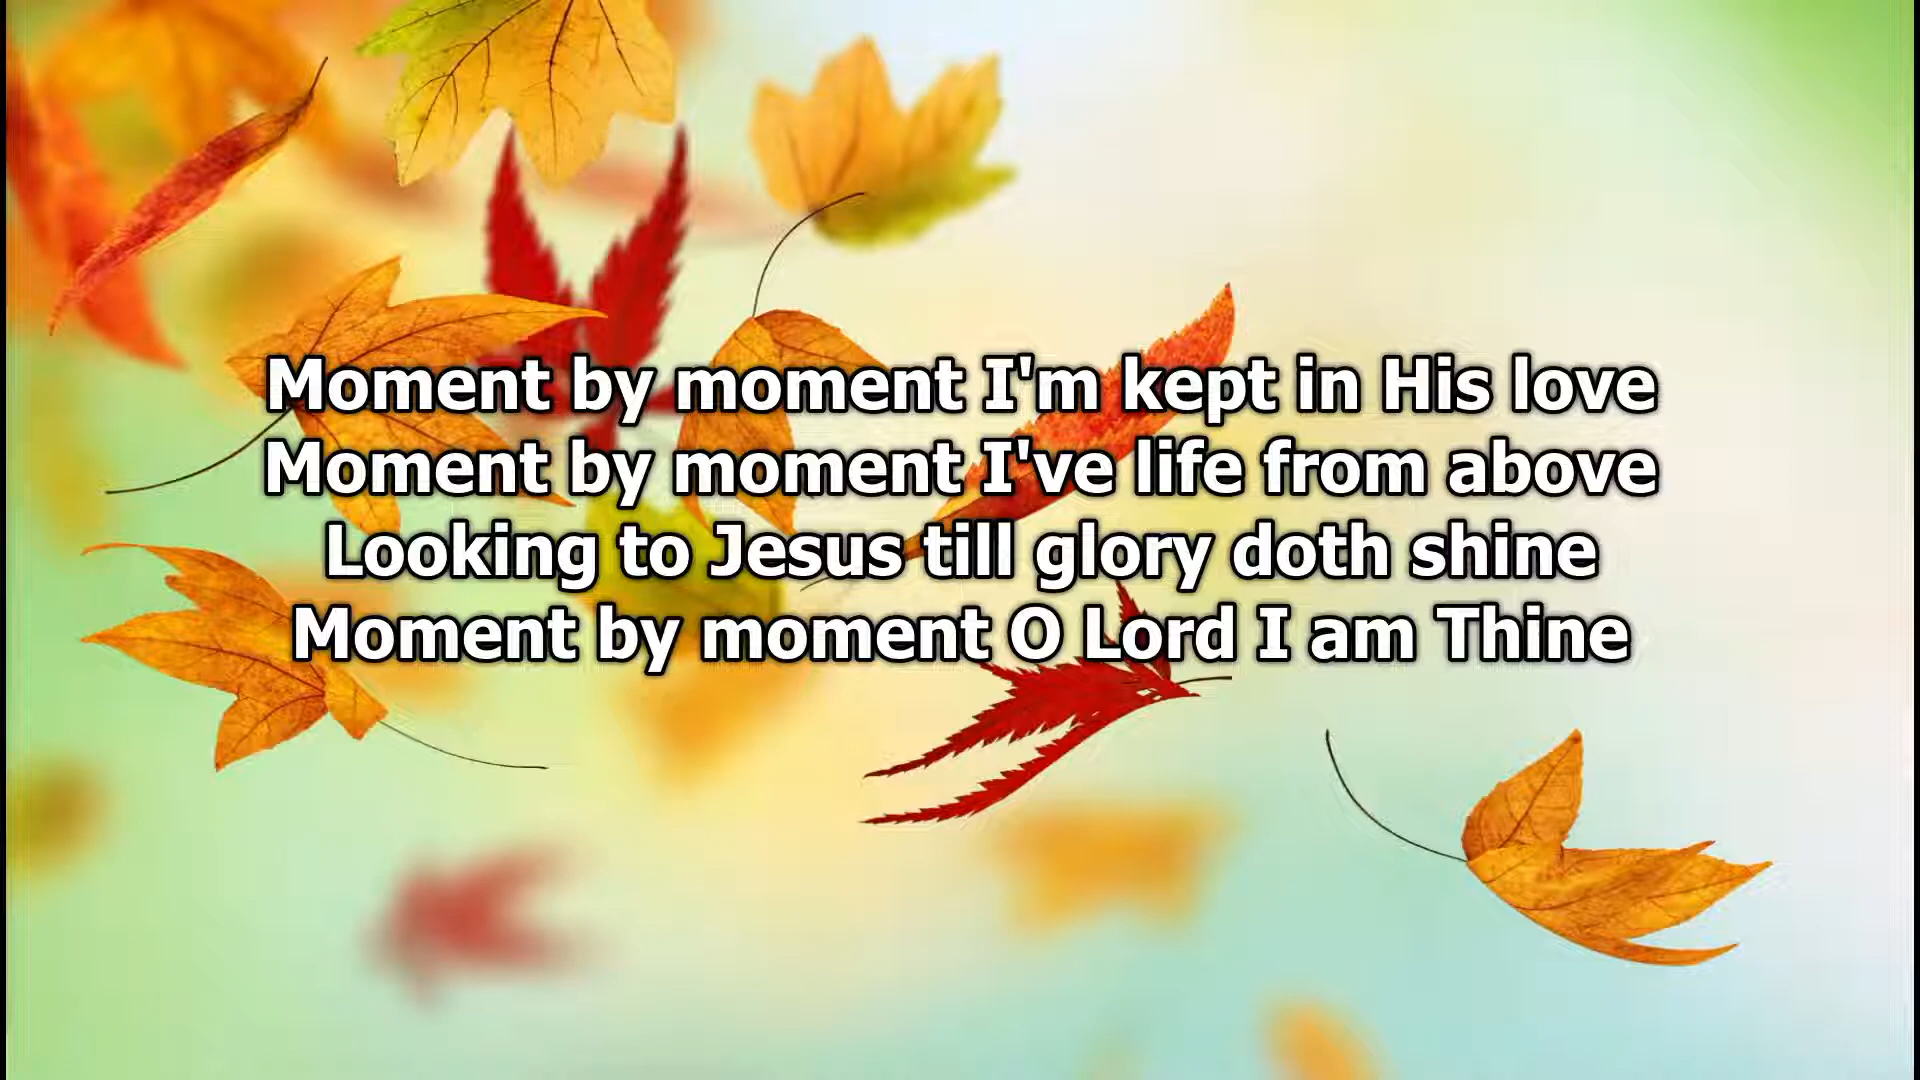 Moment by moment I'm kept in His love
Moment by moment I've life from above
Looking to Jesus till glory doth shine
Moment by moment O Lord I am Thine